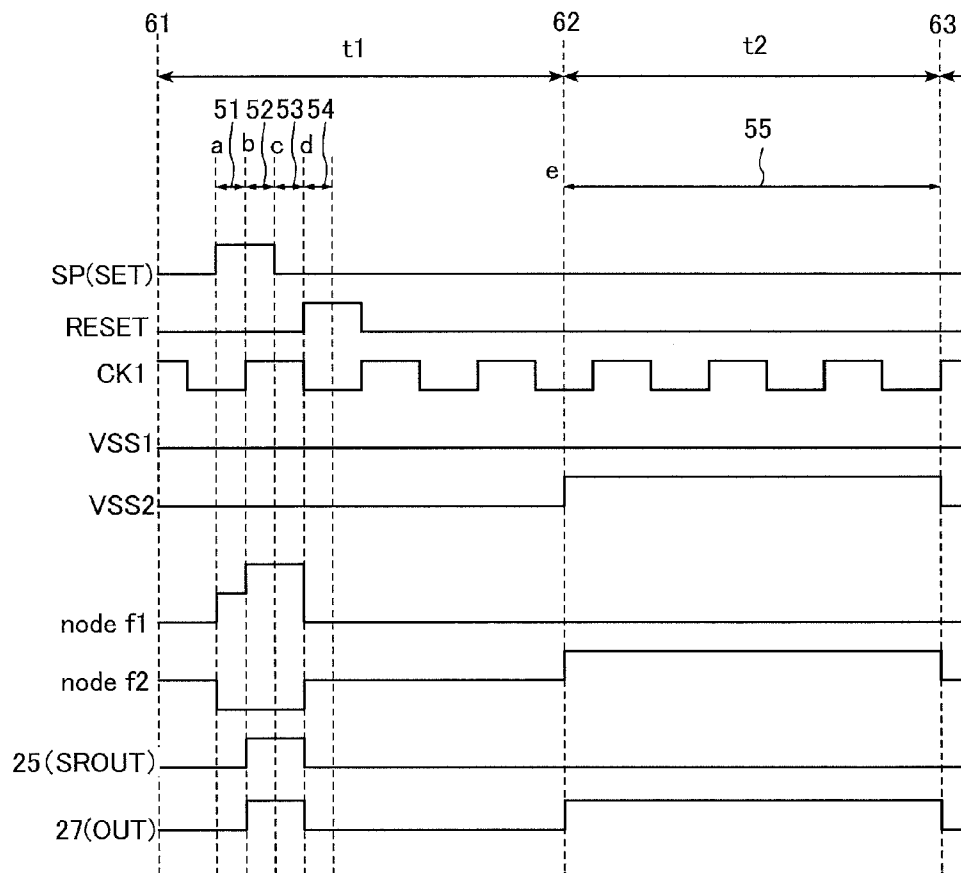 61 62 63
t1 t2
51 52 53 54
55
a b c d
e
SP(SET)
RESET
CK1
VSS1
VSS2
node f1
node f2
25(SROUT)
27(OUT)